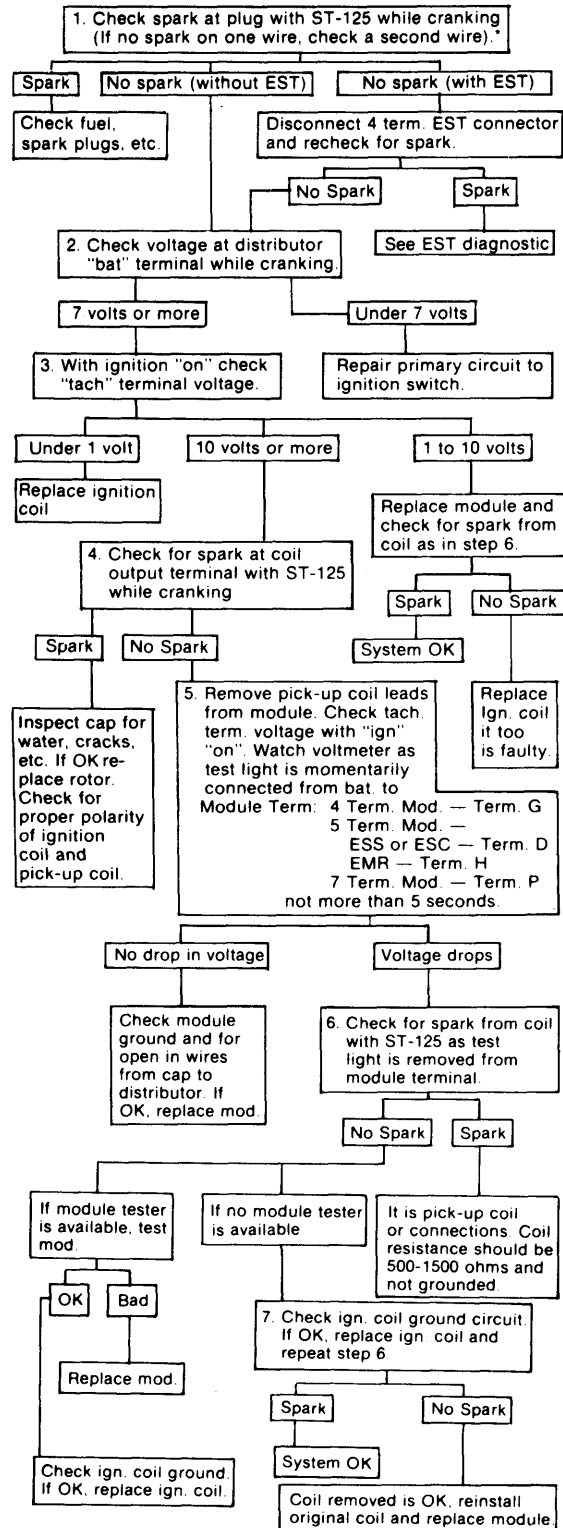 1. Check spark at plug with ST-125 while cranking
(If no spark on one wire, check a second wire).*
Spark
No spark (without EST)
No spark (with EST)
Check fuel,
spark plugs, etc.
Disconnect 4 term. EST connector
and recheck for spark.
No Spark
Spark
See EST diagnostic
2. Check voltage at distributor
"bat" terminal while cranking.
7 volts or more
Under 7 volts
3. With ignition "on" check
"tach" terminal voltage.
Repair primary circuit to
ignition switch.
Under 1 volt
10 volts or more
1 to 10 volts
Replace ignition
coil
Replace module and
check for spark from
coil as in step 6.
4. Check for spark at coil
output terminal with ST-125
while cranking
Spark
No Spark
System OK
Replace
Ign. coil
it too
is faulty.
Spark
No Spark
Inspect cap for
water, cracks,
etc. If OK re-
place rotor.
Check for
proper polarity
of ignition
coil and
pick-up coil.
5. Remove pick-up coil leads
from module. Check tach.
term. voltage with "ign"
"on". Watch voltmeter as
test light is momentarily
connected from bat. to
Module Term: 4 Term. Mod. — Term. G
5 Term. Mod. —
ESS or ESC — Term. D
EMR — Term. H
7 Term. Mod. — Term. P
not more than 5 seconds.
No drop in voltage
Voltage drops
Check module
ground and for
open in wires
from cap to
distributor. If
OK, replace mod.
6. Check for spark from coil
with ST-125 as test
light is removed from
module terminal.
No Spark
Spark
If module tester
is available, test
mod.
If no module tester
is available
It is pick-up coil
or connections. Coil
resistance should be
500-1500 ohms and
not grounded.
OK
Bad
Replace mod.
7. Check ign. coil ground circuit.
If OK, replace ign. coil and
repeat step 6.
Spark
No Spark
System OK
Check ign. coil ground.
If OK, replace ign. coil.
Coil removed is OK, reinstall
original coil and replace module.